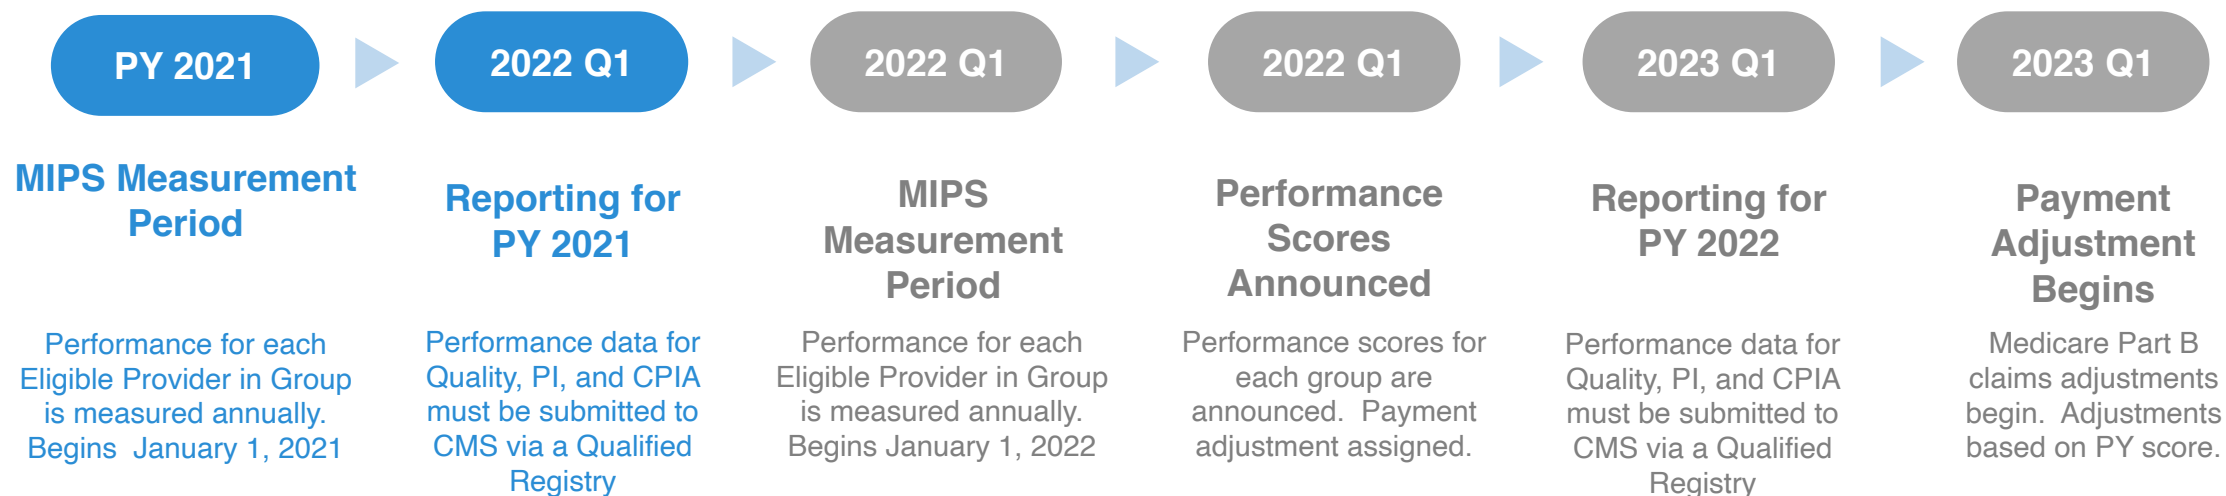 PY 2021
2022 Q1
2022 Q1
2022 Q1
2023 Q1
2023 Q1
MIPS Measurement
Period
Reporting for
PY 2021
MIPS
Measurement
Period
Performance
Scores
Announced
Reporting for
PY 2022
Payment
Adjustment
Begins
Performance for each
Eligible Provider in Group
is measured annually.
Begins  January 1, 2021
Performance data for
Quality, PI, and CPIA
must be submitted to
CMS via a Qualified
Registry
Performance for each
Eligible Provider in Group
is measured annually.
Begins January 1, 2022
Performance scores for
each group are
announced.  Payment
adjustment assigned.
Performance data for
Quality, PI, and CPIA
must be submitted to
CMS via a Qualified
Registry
Medicare Part B
claims adjustments
begin.  Adjustments
based on PY score.